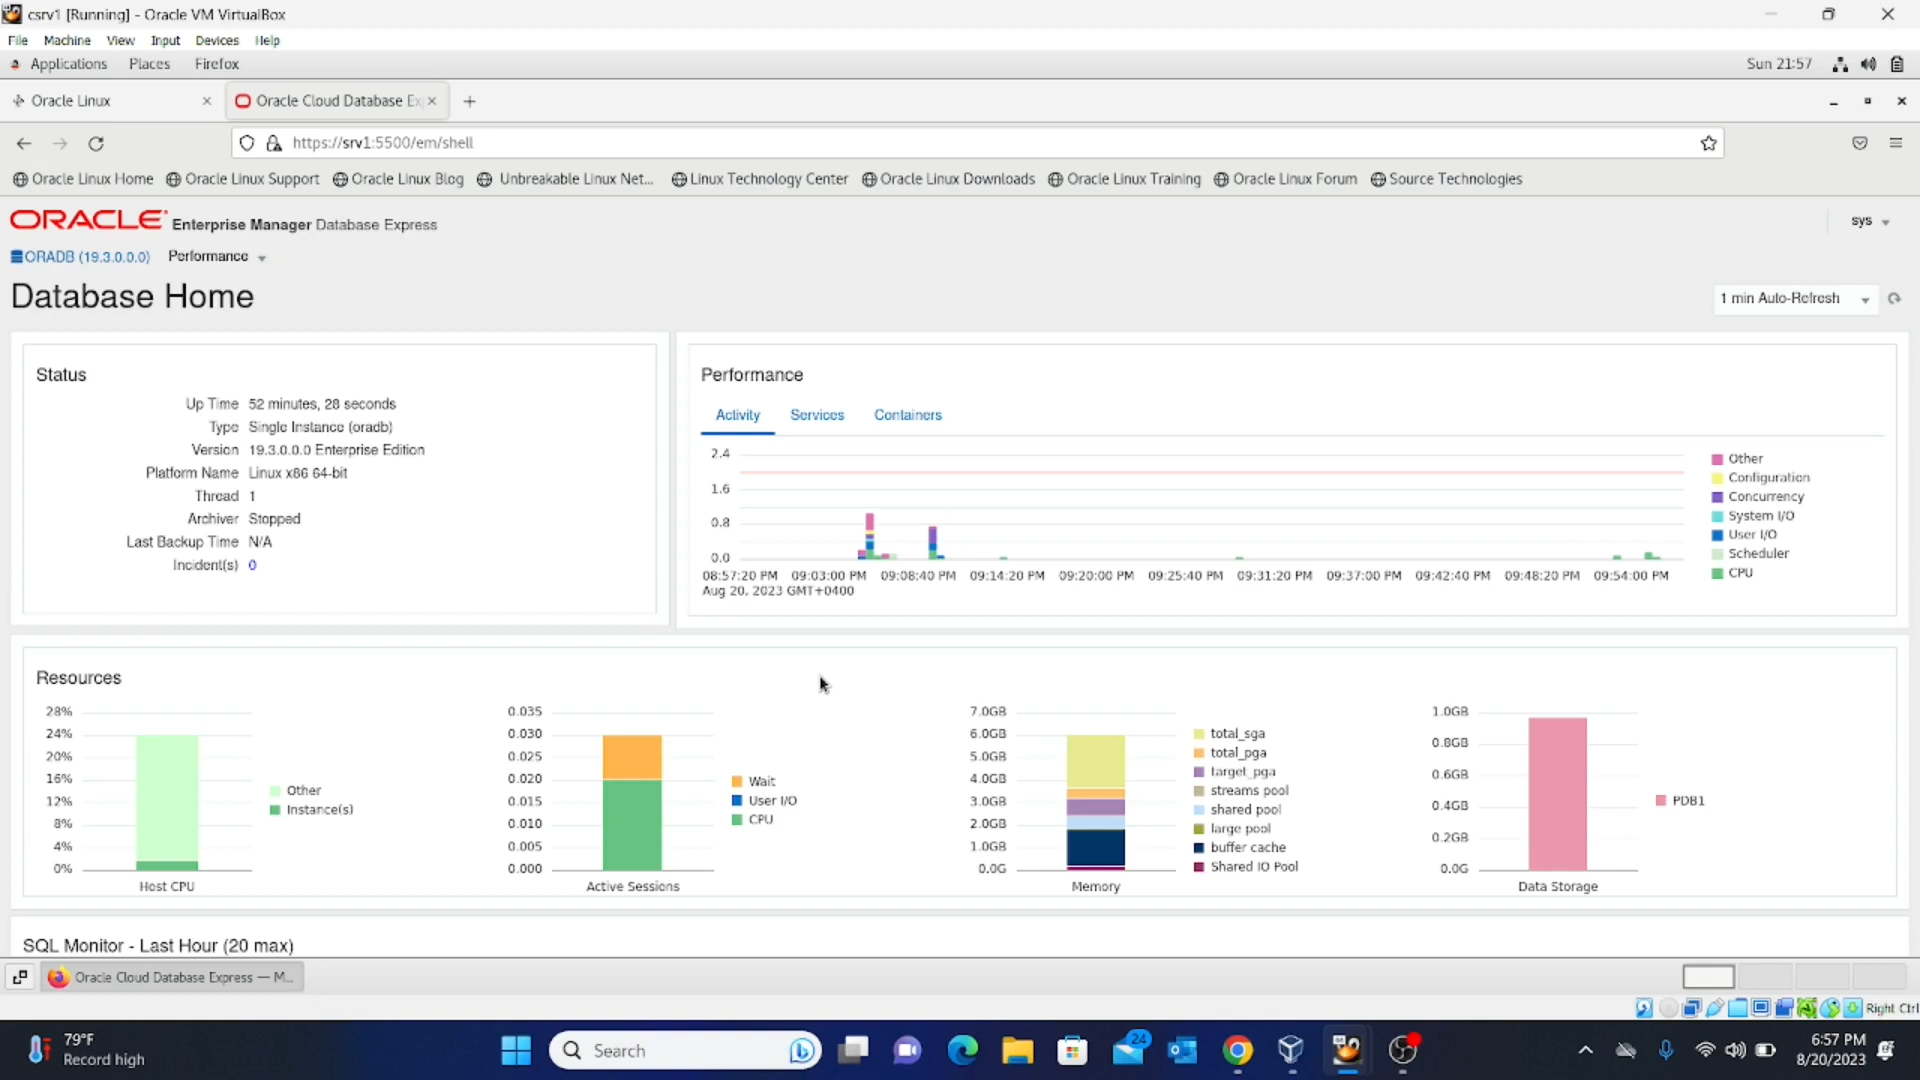 csrv1 [Running] - Oracle VM VirtualBox
File Machine View Input Devices Help
Applications Places Firefox Sun 21:57
Oracle Linux
Oracle Cloud Database Ex
https://srv1:5500/em/shell
Oracle Linux Home Oracle Linux Support Oracle Linux Blog Unbreakable Linux Net... Linux Technology Center Oracle Linux Downloads Oracle Linux Training Oracle Linux Forum Source Technologies
ORACLE Enterprise Manager Database Express
sys
ORADB (19.3.0.0.0) Performance
Database Home
1 min Auto-Refresh
Status
Up Time 52 minutes, 28 seconds
Type Single Instance (oradb)
Version 19.3.0.0.0 Enterprise Edition
Platform Name Linux x86 64-bit
Thread 1
Archiver Stopped
Last Backup Time N/A
Incident(s) 0
Performance
Activity Services Containers
2.4
1.6
0.8
0.0
08:57:20 PM 09:03:00 PM 09:08:40 PM 09:14:20 PM 09:20:00 PM 09:25:40 PM 09:31:20 PM 09:37:00 PM 09:42:40 PM 09:48:20 PM 09:54:00 PM
Aug 20, 2023 GMT+0400
Other
Configuration
Concurrency
System I/O
User I/O
Scheduler
CPU
Resources
28%
24%
20%
16%
12%
8%
4%
0%
Host CPU
Other
Instance(s)
0.035
0.030
0.025
0.020
0.015
0.010
0.005
0.000
Active Sessions
Wait
User I/O
CPU
7.0GB
6.0GB
5.0GB
4.0GB
3.0GB
2.0GB
1.0GB
0.0G
Memory
total_sga
total_pga
target_pga
streams pool
shared pool
large pool
buffer cache
Shared IO Pool
1.0GB
0.8GB
0.6GB
0.4GB
0.2GB
0.0G
Data Storage
PDB1
SQL Monitor - Last Hour (20 max)
Oracle Cloud Database Express — M...
Right Ctrl
79°F
Record high
Search
24
6:57 PM
8/20/2023